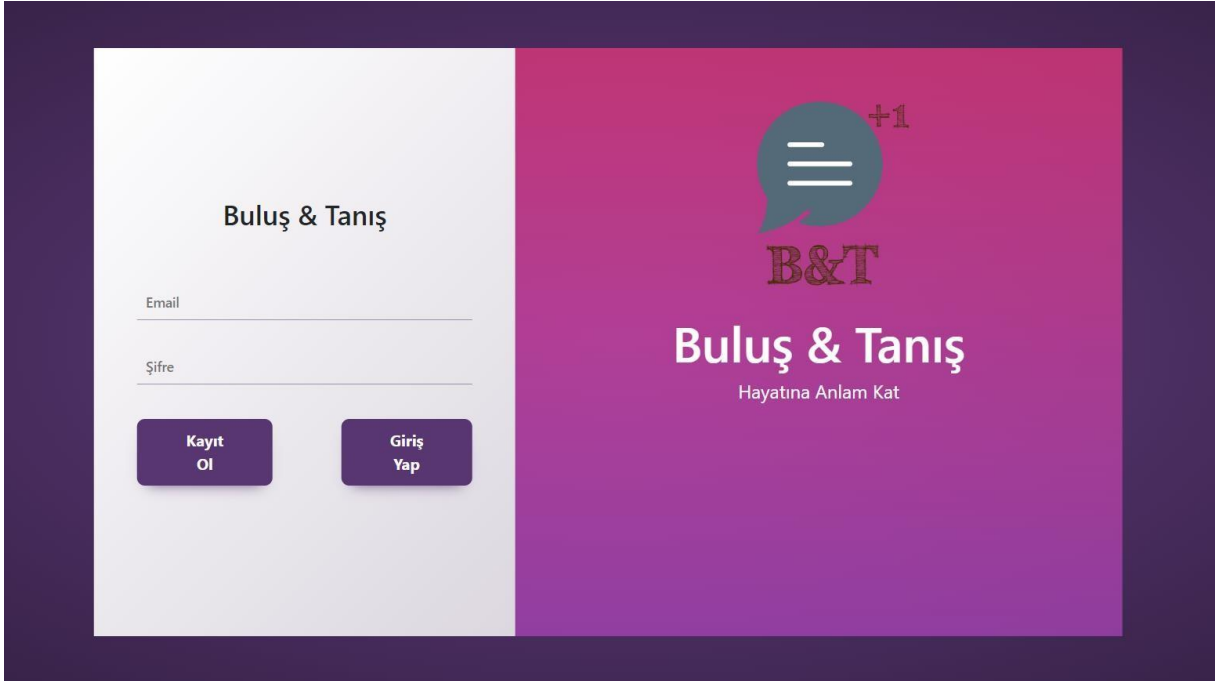 Buluş & Tanış
Email
Şifre
Kayıt
Ol
Giriş
Yap
+1
B&T
Buluş & Tanış
Hayatına Anlam Kat